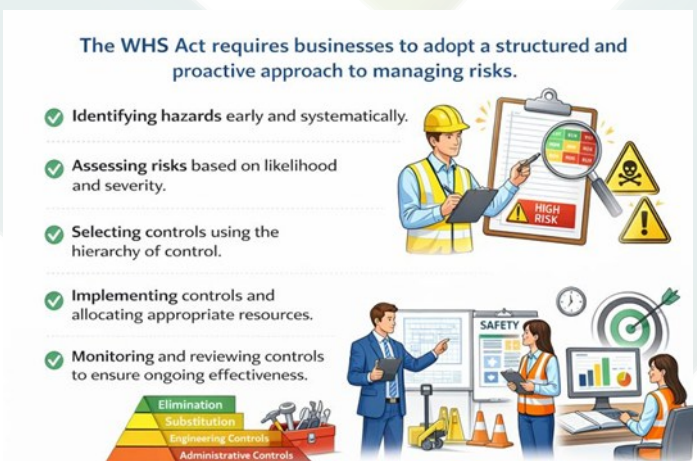 The WHS Act requires businesses to adopt a structured and
proactive approach to managing risks.
Identifying hazards early and systematically.
Assessing risks based on likelihood
and severity.
Selecting controls using the
hierarchy of control.
Implementing controls and
allocating appropriate resources.
Monitoring and reviewing controls
to ensure ongoing effectiveness.
HIGH
RISK
SAFETY
Elimination
Substitution
Engineering Controls
Administrative Controls